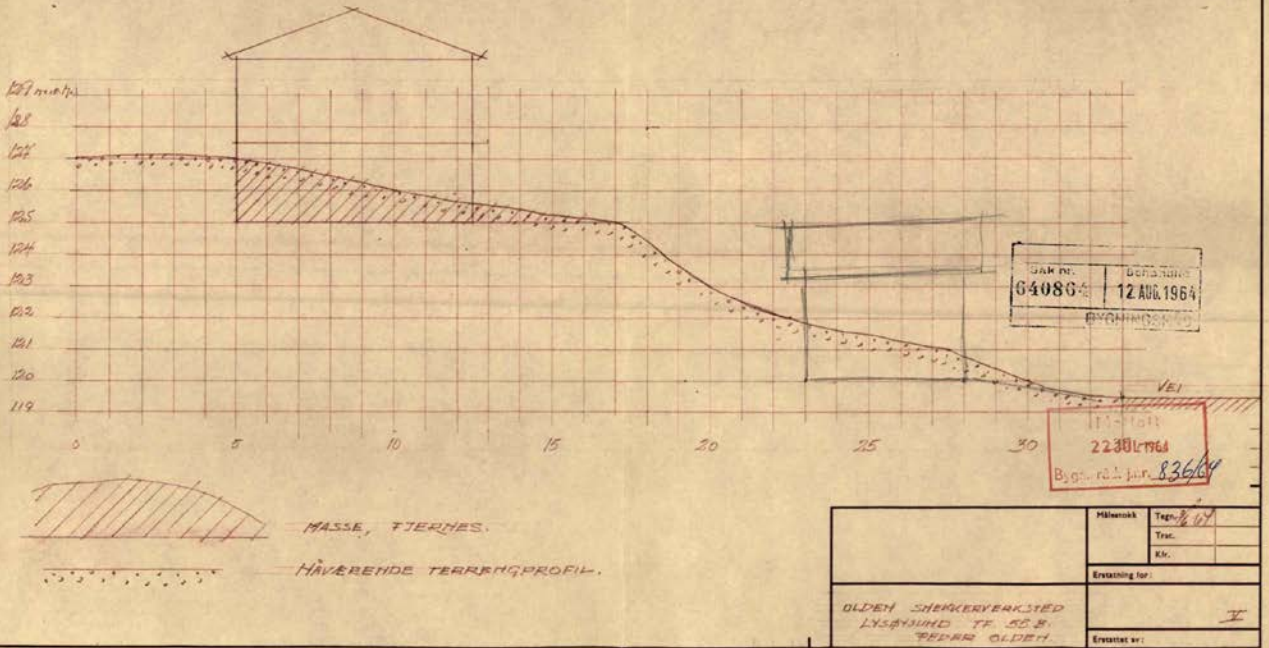 128
127
126
125
124
123
122
121
120
119
0
5
10
15
20
25
30
VEI
SAK nr.
Behandling
640864
12 AUG. 1964
BYGNINGSRÅD
22 JUL 1964
836/64
MASSE, FJERNES.
NÅVÆRENDE TERRENGPROFIL.
Målestokk
Tegn.
Trac.
Kfr.
Erstatning for:
OLDEN SNEKKERVERKSTED
LYSØYSUND TF. 55 B.
PEDER OLDEN.
V
Erstattet av: